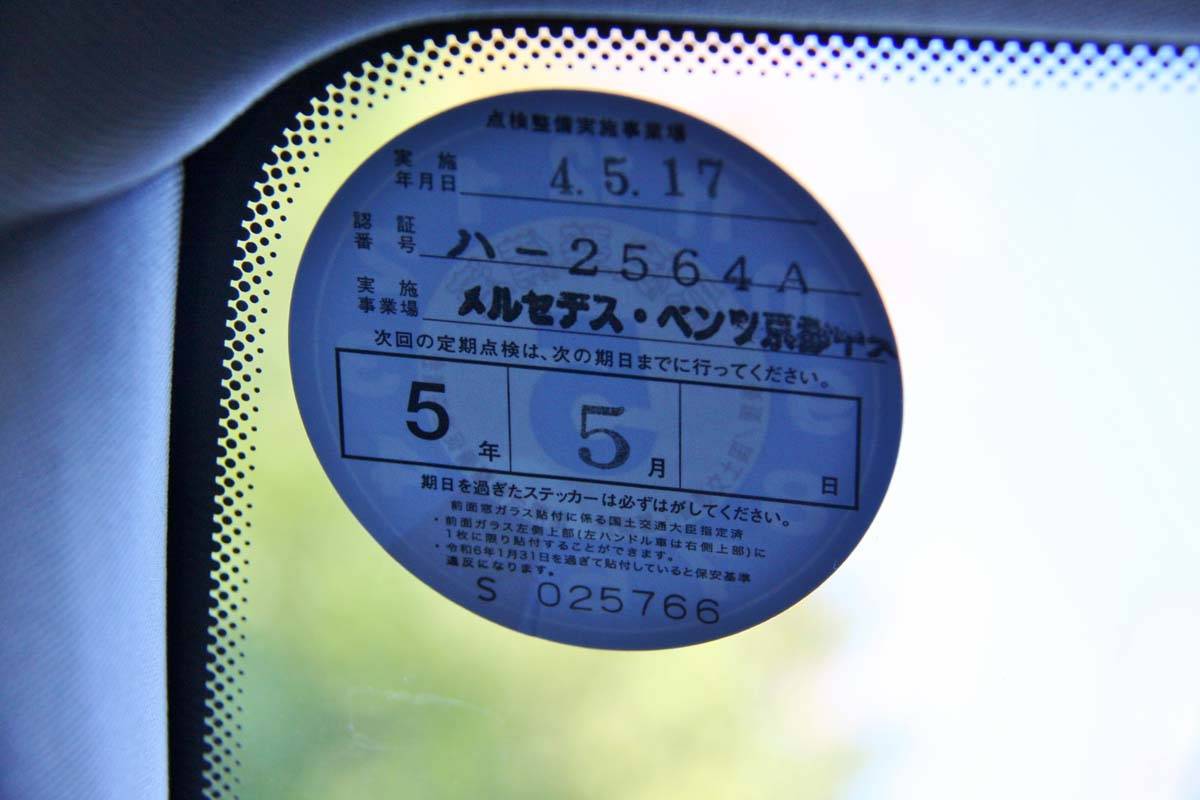 点検整備実施事業場
実施年月日 4.5.17
認証番号 ハ-2564A
実施事業場 メルセデス・ベンツ京都
次回の定期点検は、次の期日までに行ってください。
5年 5月 日
期日を過ぎたステッカーは必ずはがしてください。
前面窓ガラス貼付に係る国土交通大臣指定済
・前面ガラス左側上部(左ハンドル車は右側上部)に
1枚に限り貼付することができます。
・令和6年1月31日を過ぎて貼付していると保安基準
違反になります。
S 025766